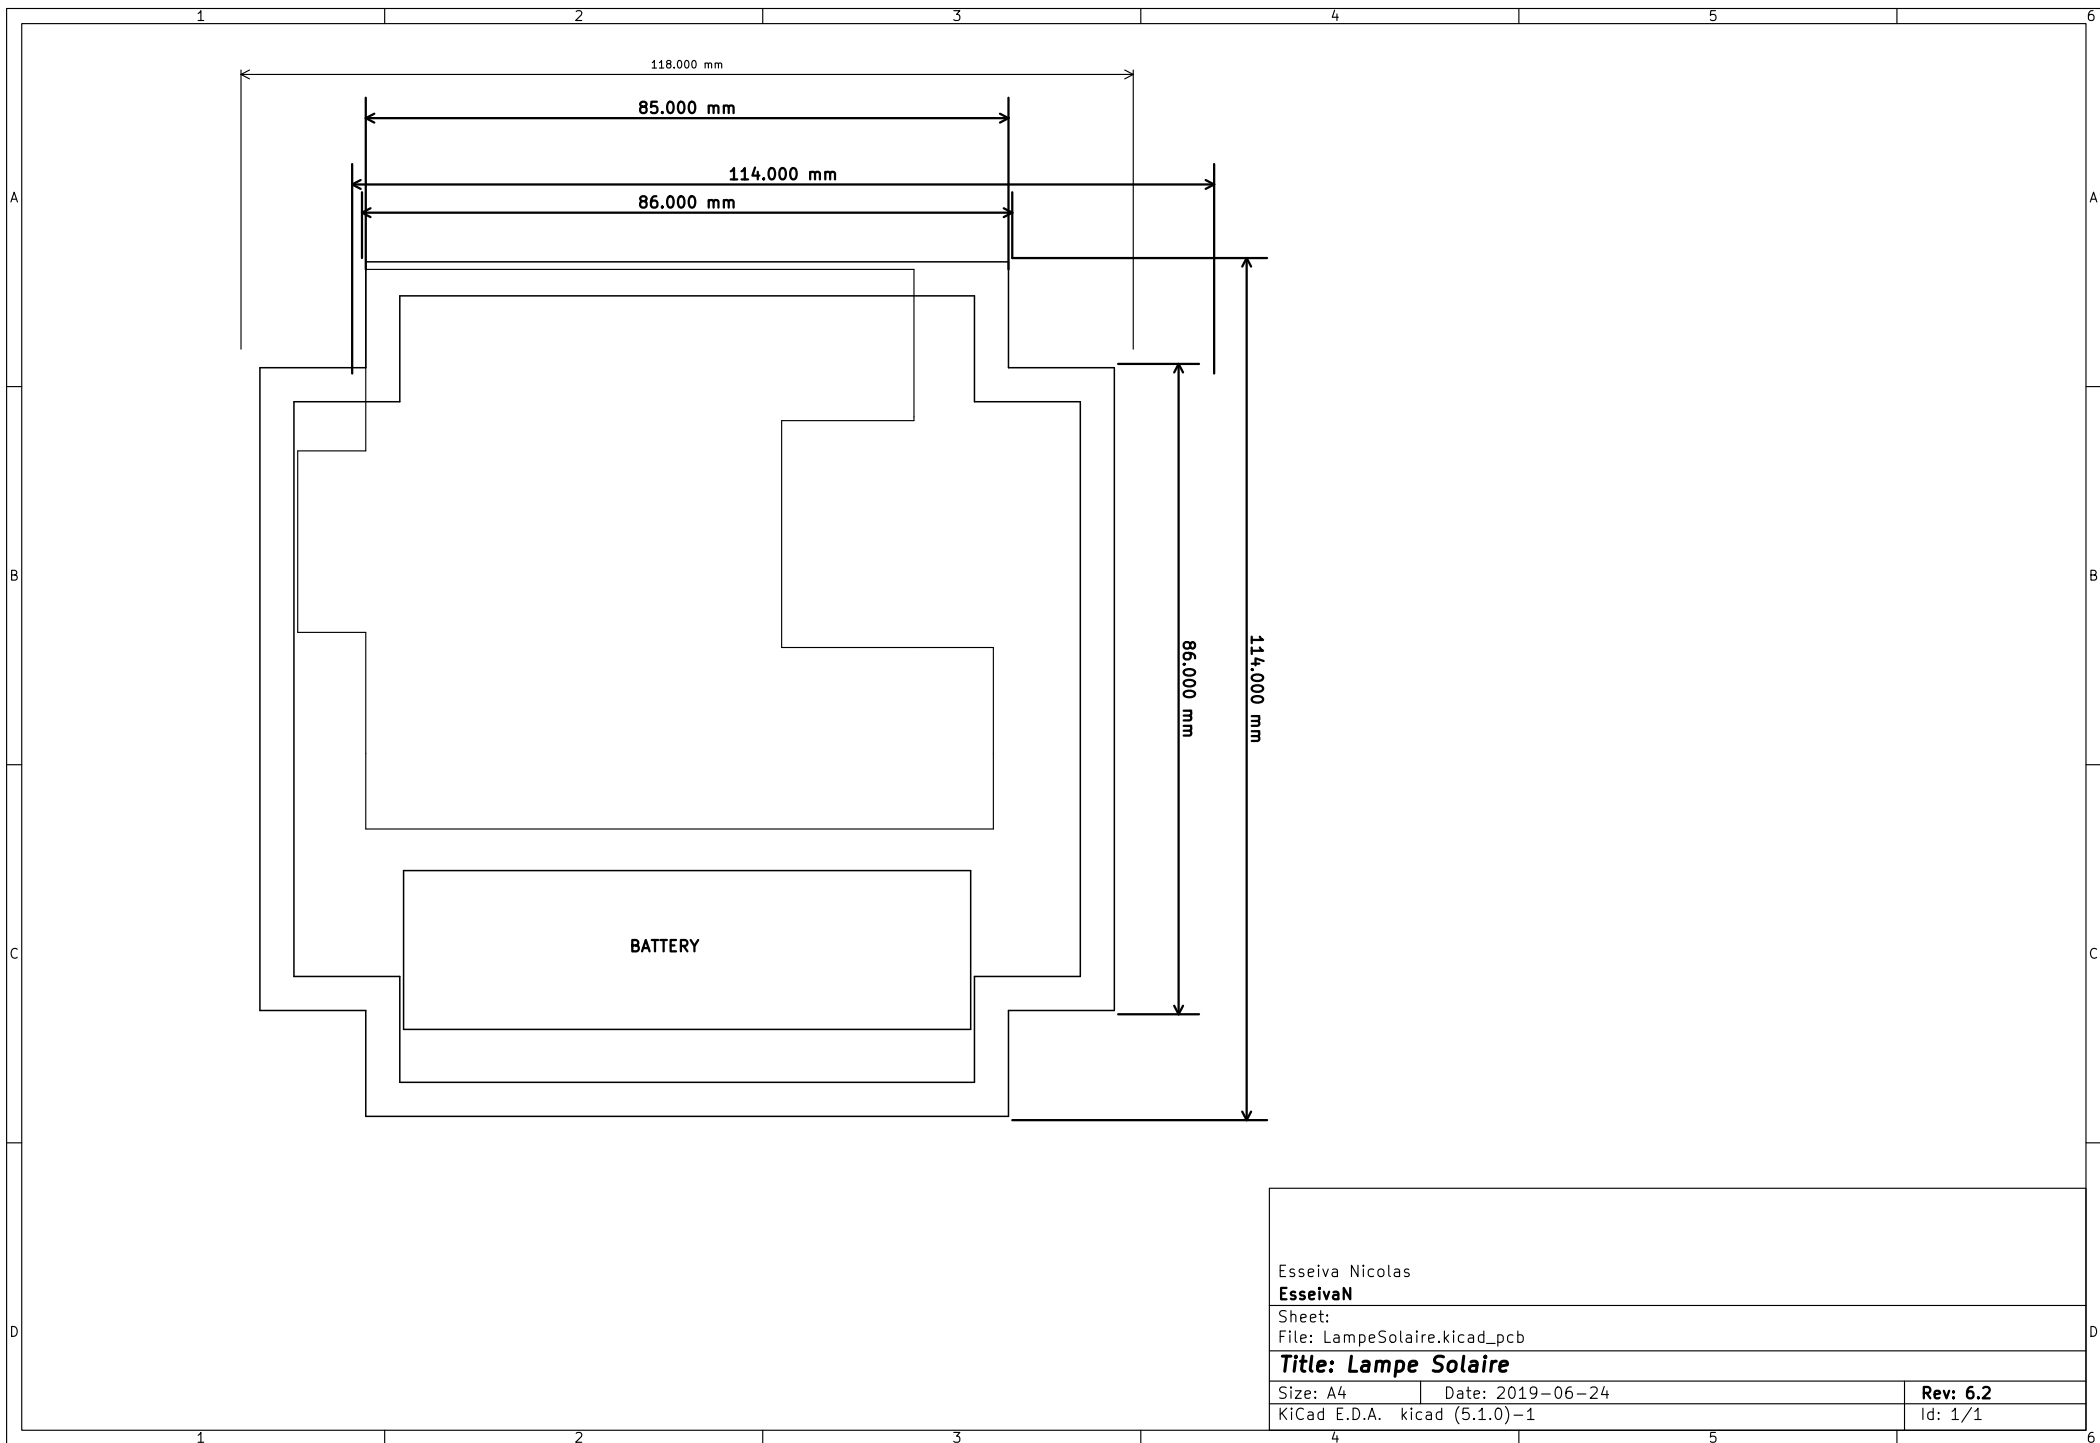 1 2 3 4 5 6
118.000 mm
85.000 mm
114.000 mm
A A
86.000 mm
B B
86.000 mm
114.000 mm
BATTERY
C C
Esseiva Nicolas
EsseivaN
Sheet:
D D
File: LampeSolaire.kicad_pcb
Title: Lampe Solaire
Size: A4 Date: 2019-06-24 Rev: 6.2
KiCad E.D.A. kicad (5.1.0)-1 Id: 1/1
1 2 3 4 5 6